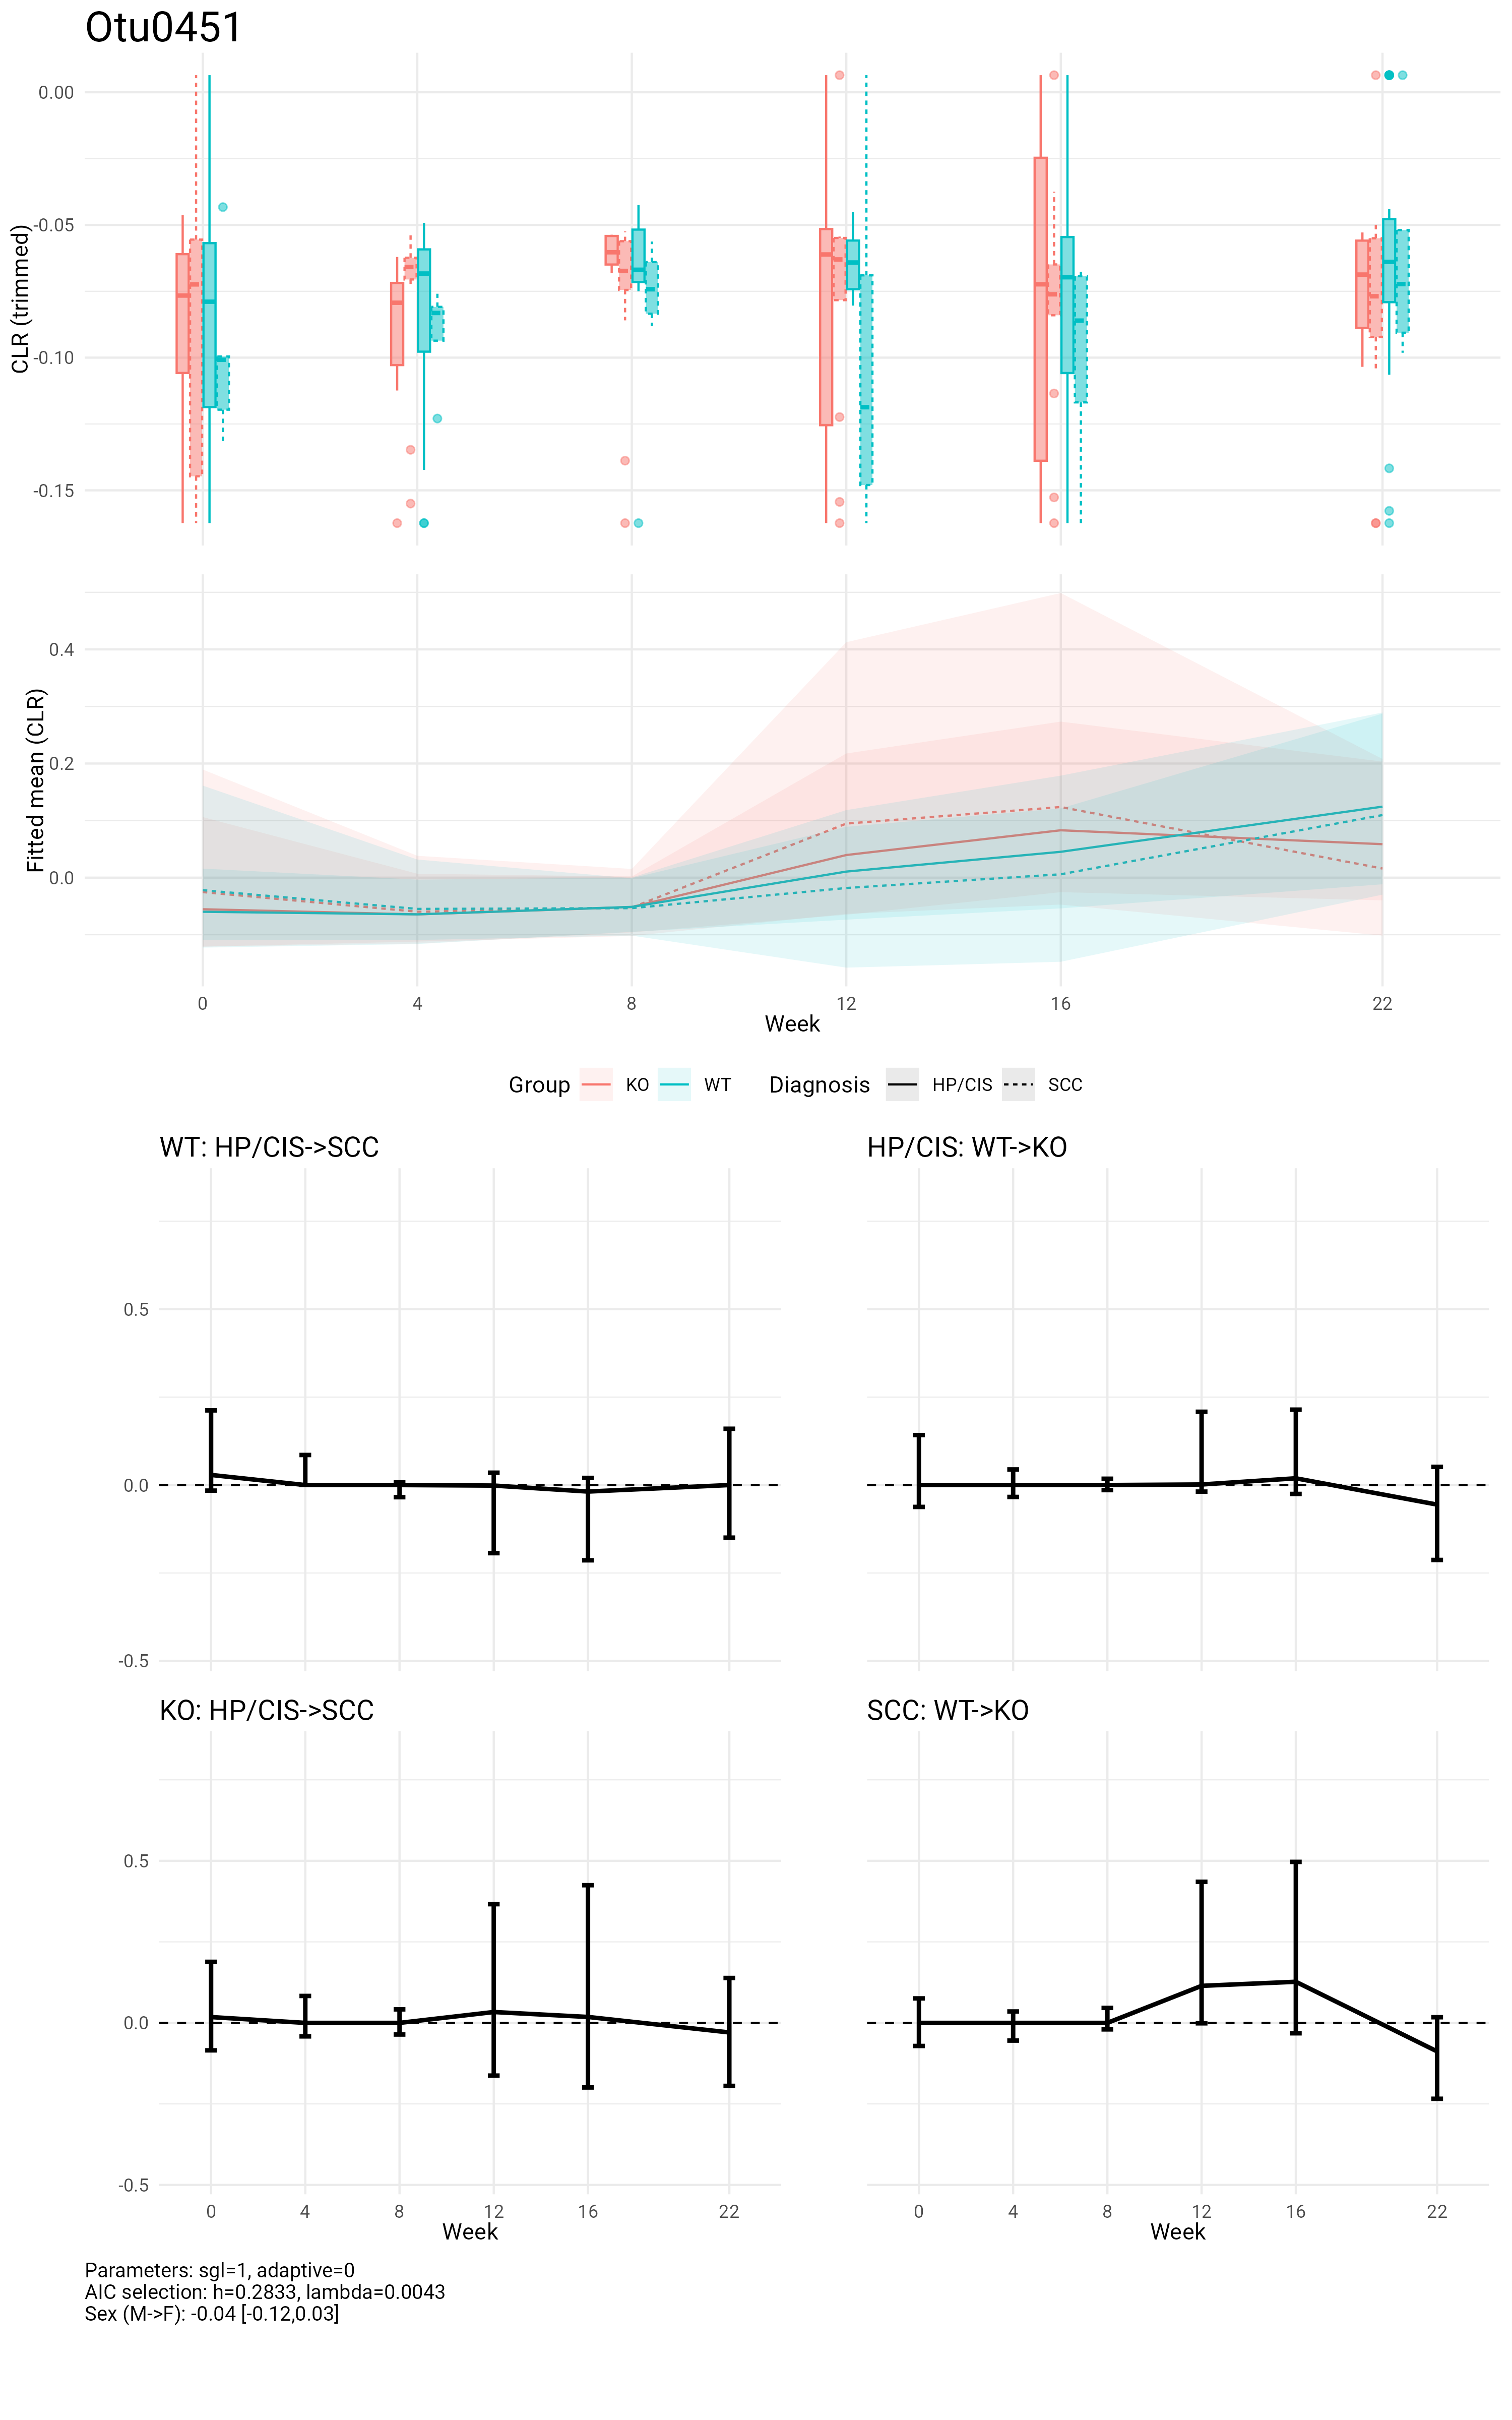 Otu0451
CLR (trimmed)
0.00
-0.05
-0.10
-0.15
Fitted mean (CLR)
0.4
0.2
0.0
0 4 8 12 16 22
Week
Group KO WT Diagnosis HP/CIS SCC
WT: HP/CIS->SCC
HP/CIS: WT->KO
0.5
0.0
-0.5
KO: HP/CIS->SCC
SCC: WT->KO
0.5
0.0
-0.5
0 4 8 12 16 22
0 4 8 12 16 22
Week
Week
Parameters: sgl=1, adaptive=0
AIC selection: h=0.2833, lambda=0.0043
Sex (M->F): -0.04 [-0.12,0.03]